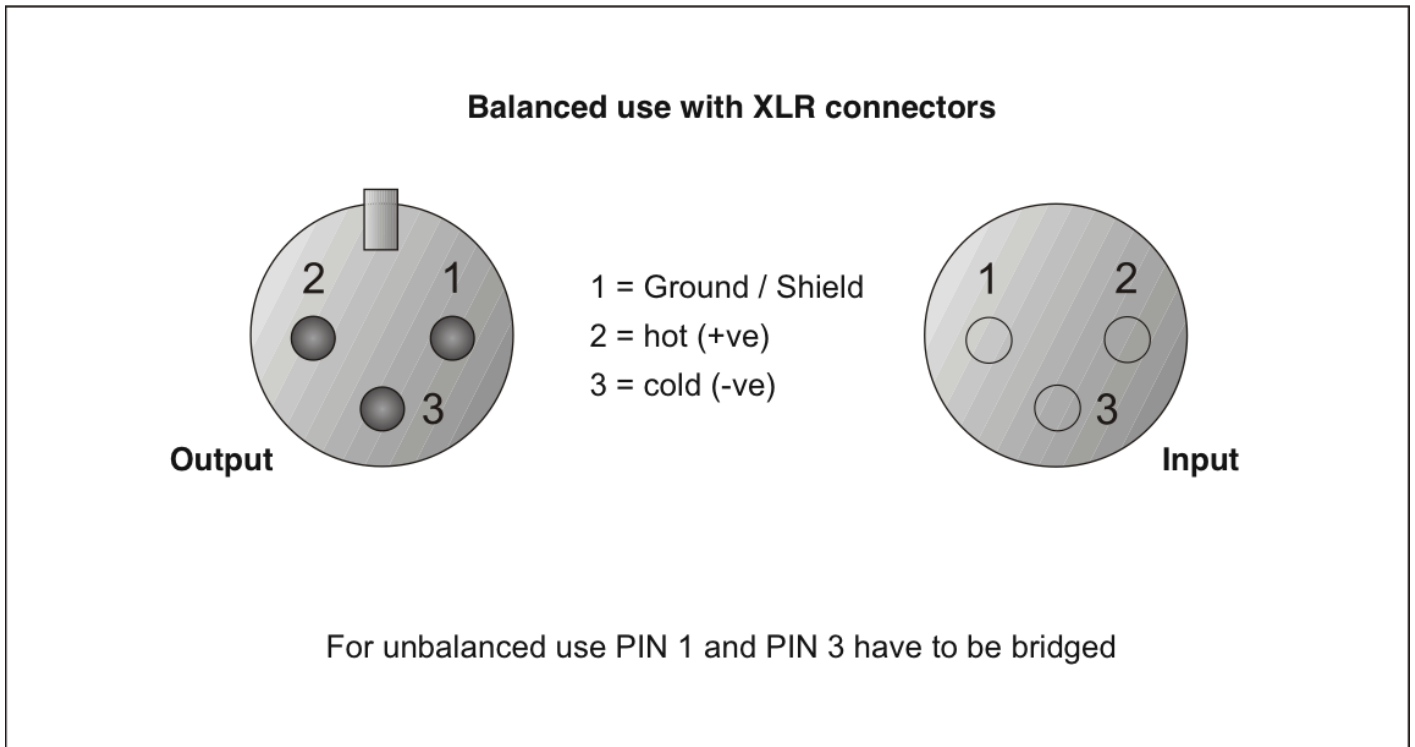 Balanced use with XLR connectors
2 1
3
Output
1 = Ground / Shield
2 = hot (+ve)
3 = cold (-ve)
1 2
3
Input
For unbalanced use PIN 1 and PIN 3 have to be bridged